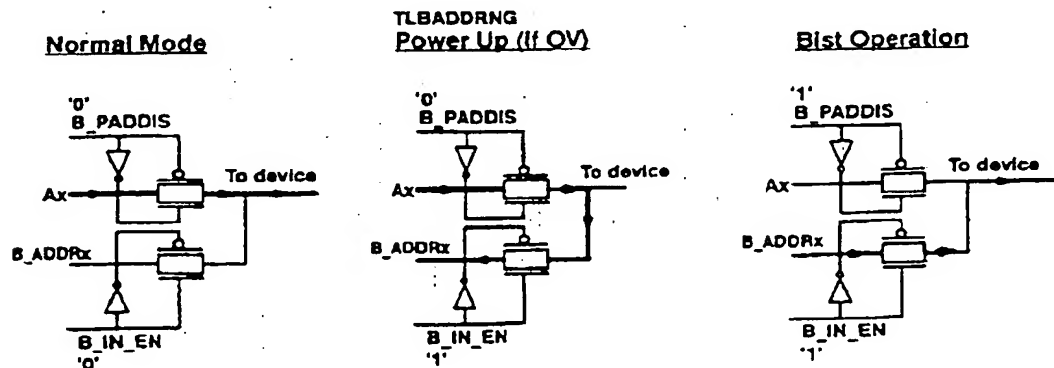 Normal Mode
'0'
B_PADDIS
To device
Ax
B_ADDRx
B_IN_EN
'0'
TLBADDRNG
Power Up (if OV)
'0'
B_PADDIS
To device
Ax
B_ADDRx
B_IN_EN
'1'
Bist Operation
'1'
B_PADDIS
To device
Ax
B_ADDRx
B_IN_EN
'1'